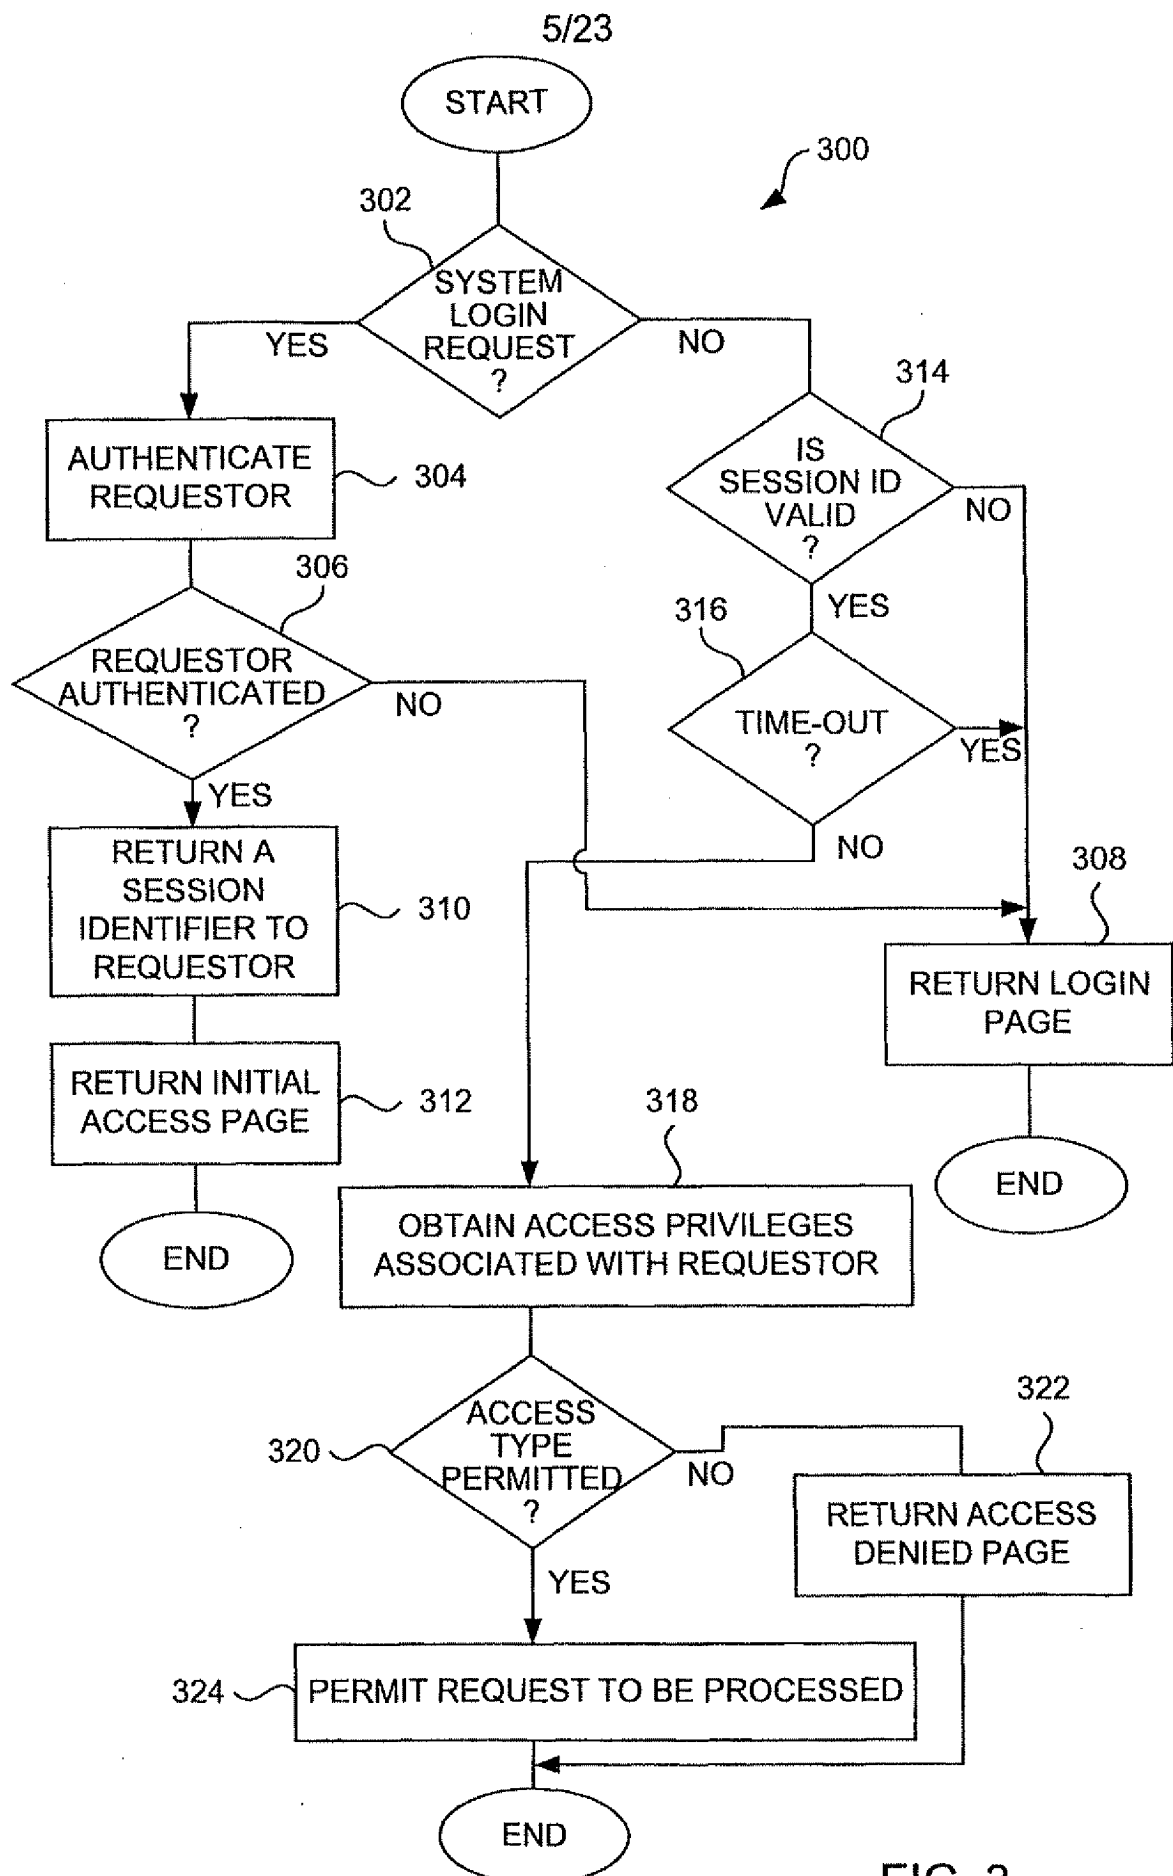 5/23
START
300
302
SYSTEM
LOGIN
REQUEST
?
YES
NO
314
AUTHENTICATE
REQUESTOR
304
IS
SESSION ID
VALID
?
NO
YES
306
REQUESTOR
AUTHENTICATED
?
NO
YES
316
TIME-OUT
?
YES
NO
RETURN A
SESSION
IDENTIFIER TO
REQUESTOR
310
308
RETURN LOGIN
PAGE
RETURN INITIAL
ACCESS PAGE
312
END
END
318
OBTAIN ACCESS PRIVILEGES
ASSOCIATED WITH REQUESTOR
320
ACCESS
TYPE
PERMITTED
?
NO
YES
322
RETURN ACCESS
DENIED PAGE
324
PERMIT REQUEST TO BE PROCESSED
END
FIG. 3